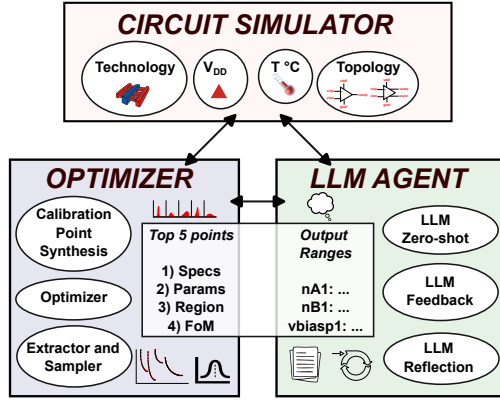 CIRCUIT SIMULATOR
Technology
VDD
T °C
Topology
OPTIMIZER
LLM AGENT
Calibration
Point
Synthesis
Optimizer
Extractor and
Sampler
Top 5 points
1) Specs
2) Params
3) Region
4) FoM
Output
Ranges
nA1: ...
nB1: ...
vbiasp1: ...
LLM
Zero-shot
LLM
Feedback
LLM
Reflection